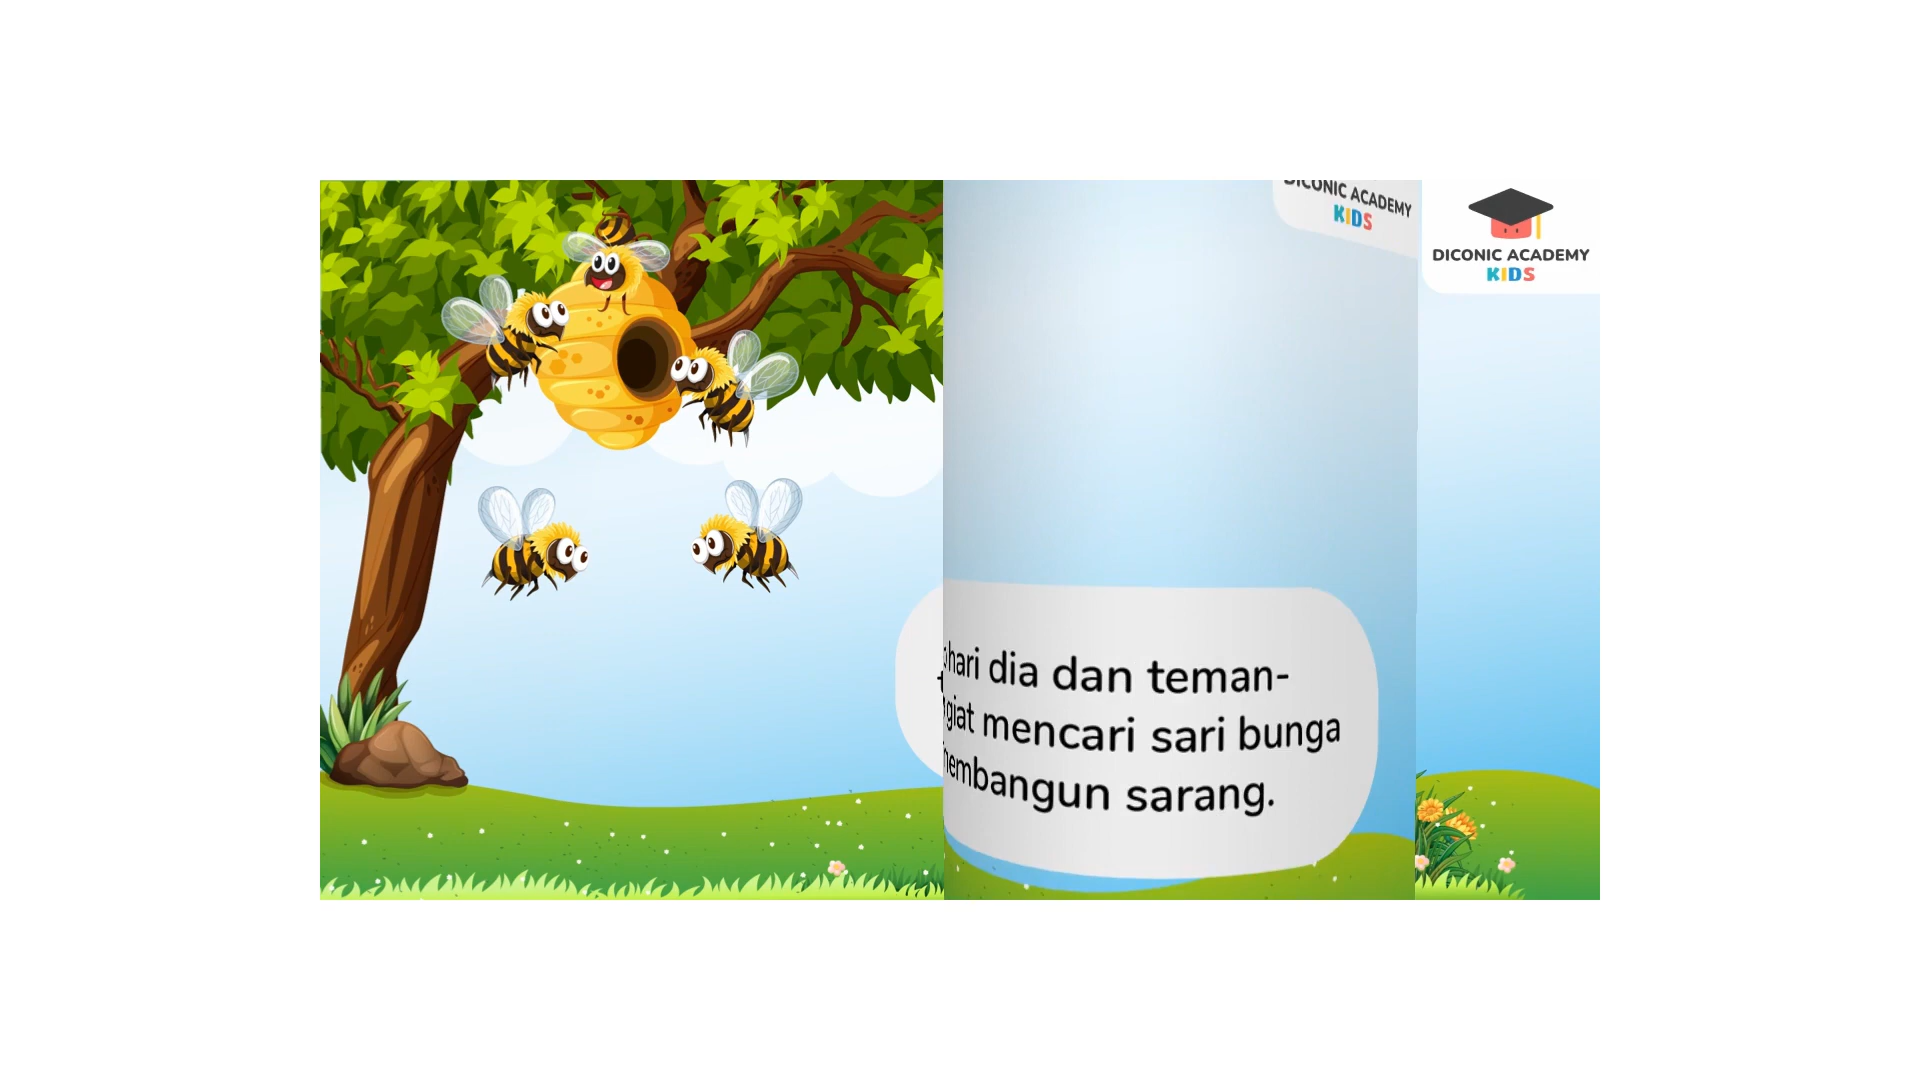 DICONIC ACADEMY
KIDS
DICONIC ACADEMY
KIDS
hari dia dan teman-
giat mencari sari bunga
membangun sarang.